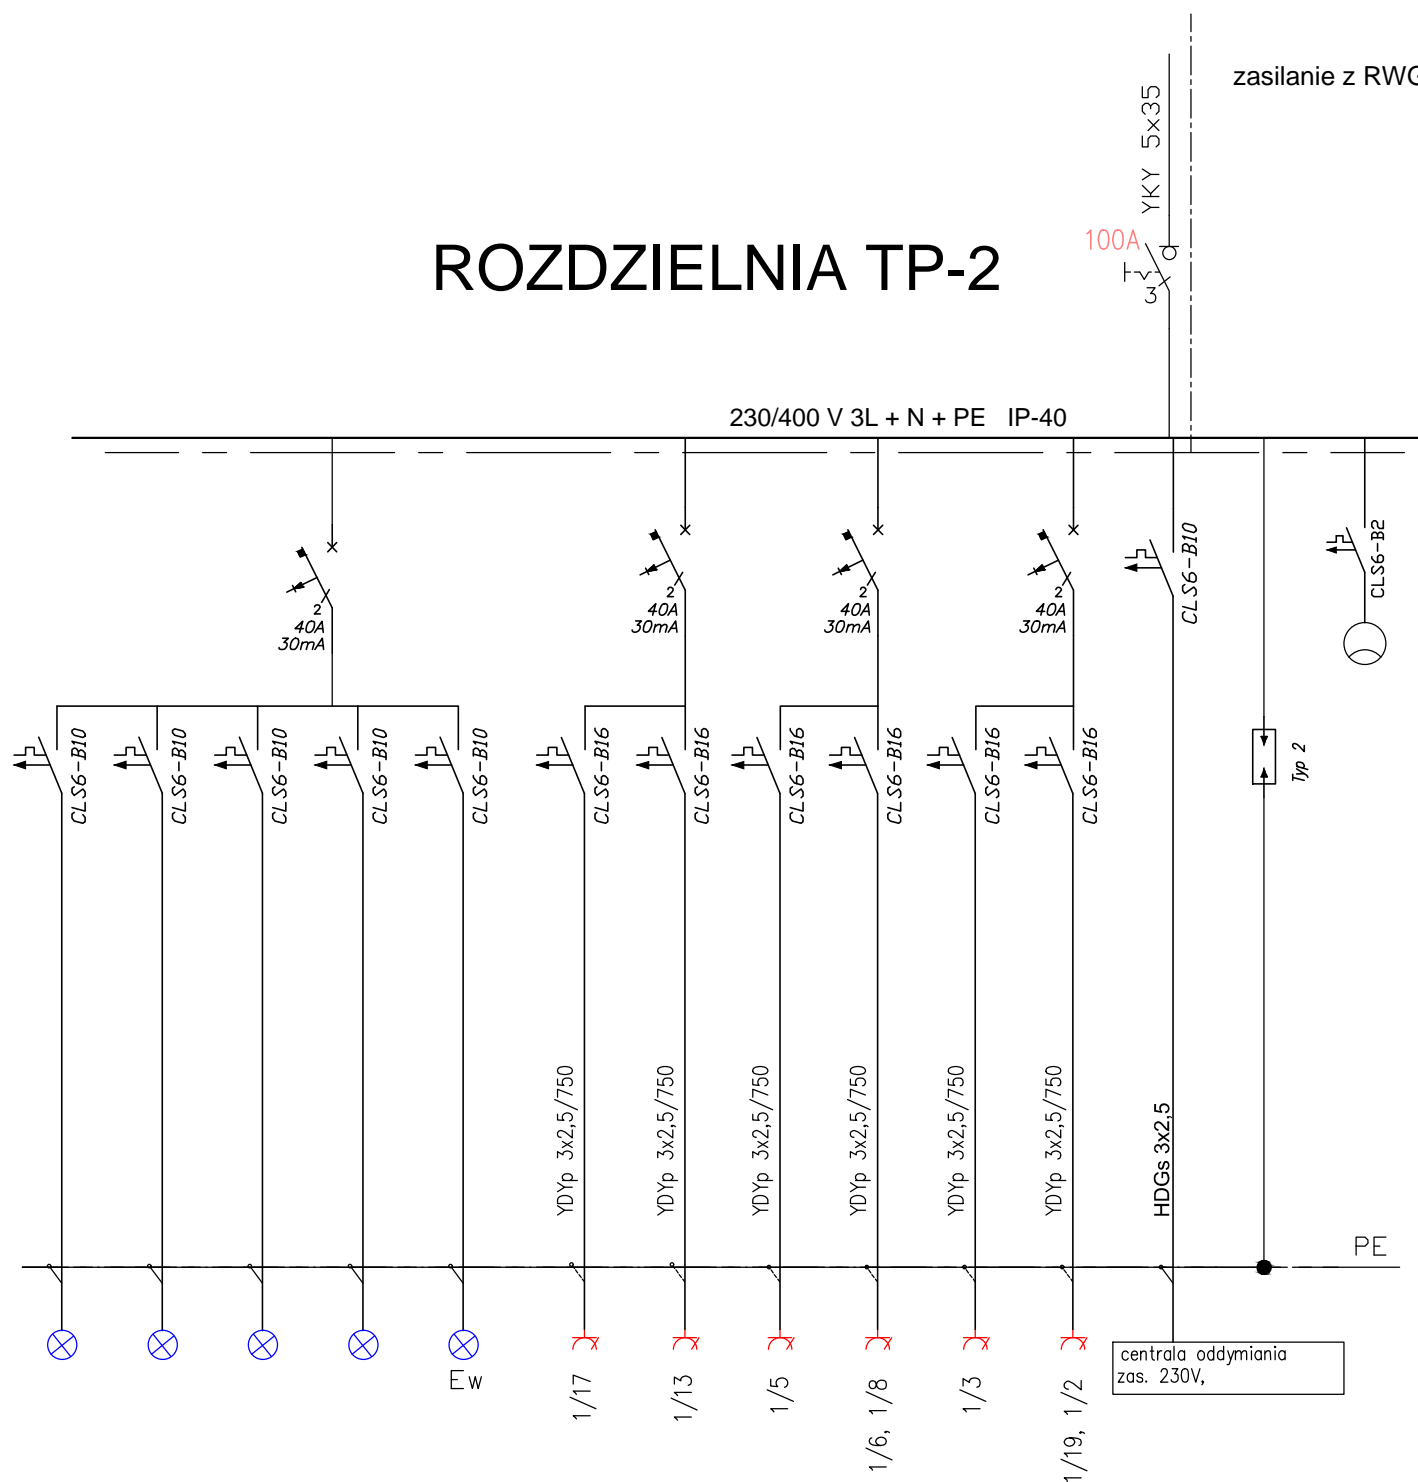 zasilanie z RWG
YKY 5x35
100A
3
ROZDZIELNIA TP-2
230/400 V 3L + N + PE IP-40
2
40A
30mA
2
40A
30mA
2
40A
30mA
2
40A
30mA
CLS6-B10
CLS6-B2
CLS6-B10
CLS6-B10
CLS6-B10
CLS6-B10
CLS6-B10
CLS6-B16
CLS6-B16
CLS6-B16
CLS6-B16
CLS6-B16
CLS6-B16
Typ 2
YDYp 3x2,5/750
YDYp 3x2,5/750
YDYp 3x2,5/750
YDYp 3x2,5/750
YDYp 3x2,5/750
YDYp 3x2,5/750
HDGs 3x2,5
PE
Ew
1/17
1/13
1/5
1/6, 1/8
1/3
1/19, 1/2
centrala oddymiania
zas. 230V,